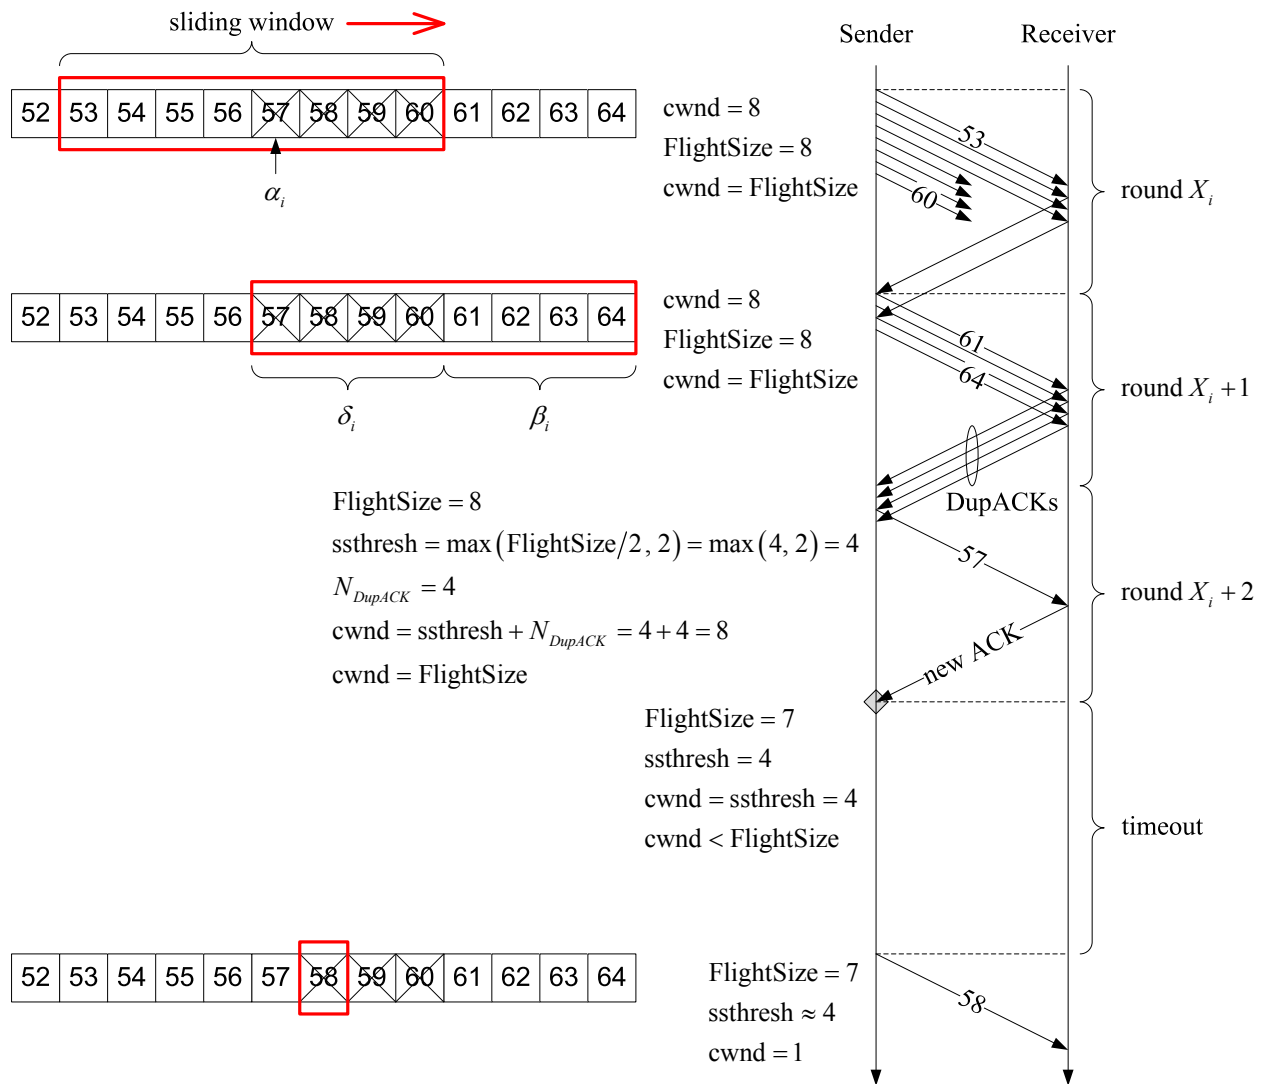 sliding window
Sender Receiver
52 53 54 55 56 57 58 59 60 61 62 63 64
α_i
cwnd = 8
FlightSize = 8
cwnd = FlightSize
53
60
round X_i
52 53 54 55 56 57 58 59 60 61 62 63 64
δ_i β_i
cwnd = 8
FlightSize = 8
cwnd = FlightSize
61
64
round X_i + 1
DupACKs
FlightSize = 8
ssthresh = max(FlightSize/2, 2) = max(4, 2) = 4
N_DupACK = 4
cwnd = ssthresh + N_DupACK = 4 + 4 = 8
cwnd = FlightSize
57
new ACK
round X_i + 2
FlightSize = 7
ssthresh = 4
cwnd = ssthresh = 4
cwnd < FlightSize
timeout
52 53 54 55 56 57 58 59 60 61 62 63 64
FlightSize = 7
ssthresh ≈ 4
cwnd = 1
58